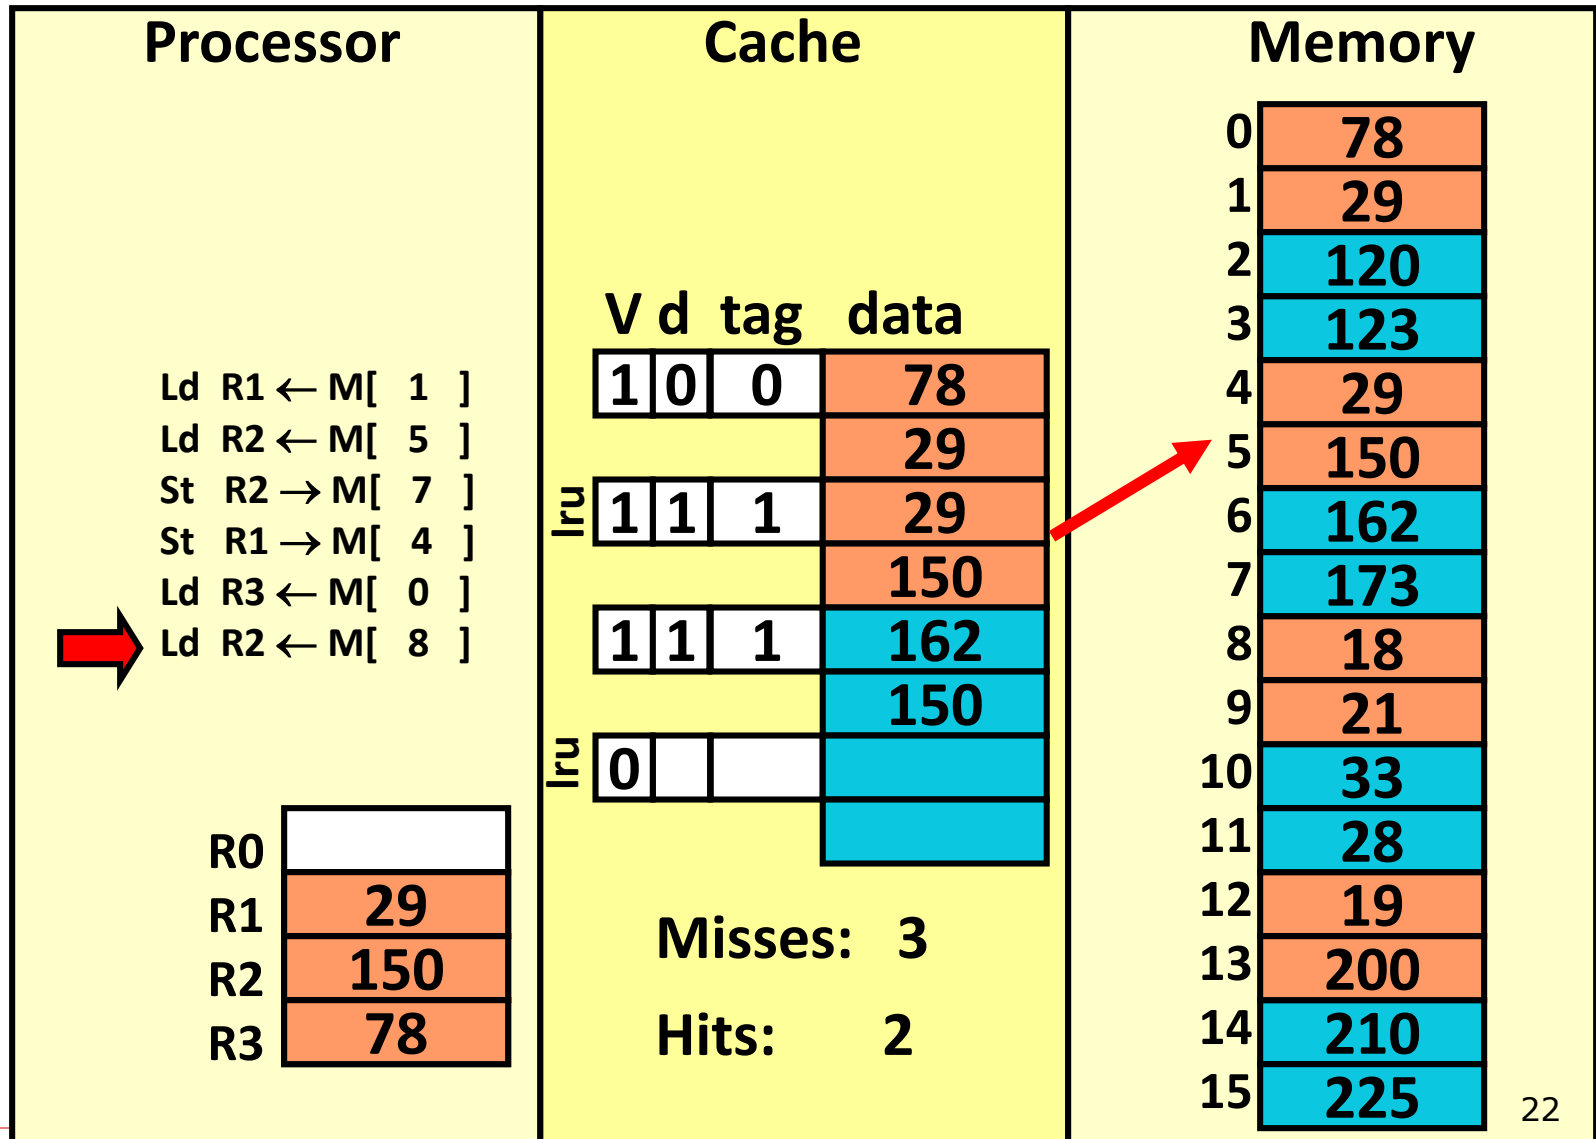 Processor
Ld R1 ← M[ 1 ]
Ld R2 ← M[ 5 ]
St R2 → M[ 7 ]
St R1 → M[ 4 ]
Ld R3 ← M[ 0 ]
Ld R2 ← M[ 8 ]
R0
R1 29
R2 150
R3 78
Cache
V d tag data
1 0 0 78
29
lru 1 1 1 29
150
1 1 1 162
150
lru 0
Misses: 3
Hits: 2
Memory
0 78
1 29
2 120
3 123
4 29
5 150
6 162
7 173
8 18
9 21
10 33
11 28
12 19
13 200
14 210
15 225
22